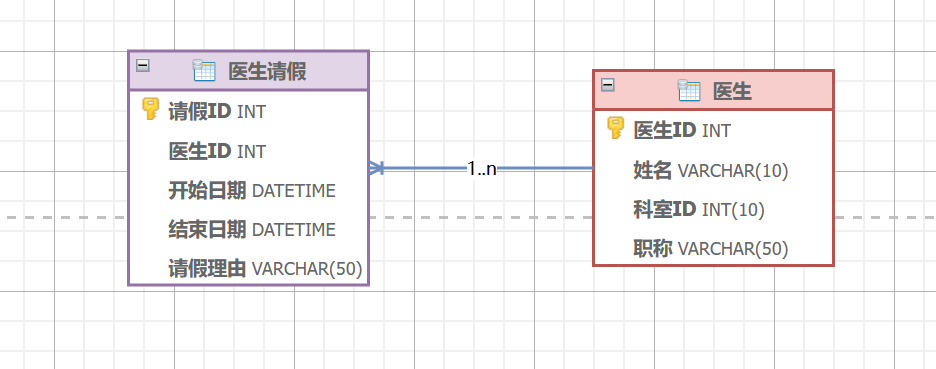 医生请假
请假ID INT
医生ID INT
开始日期 DATETIME
结束日期 DATETIME
请假理由 VARCHAR(50)
1..n
医生
医生ID INT
姓名 VARCHAR(10)
科室ID INT(10)
职称 VARCHAR(50)